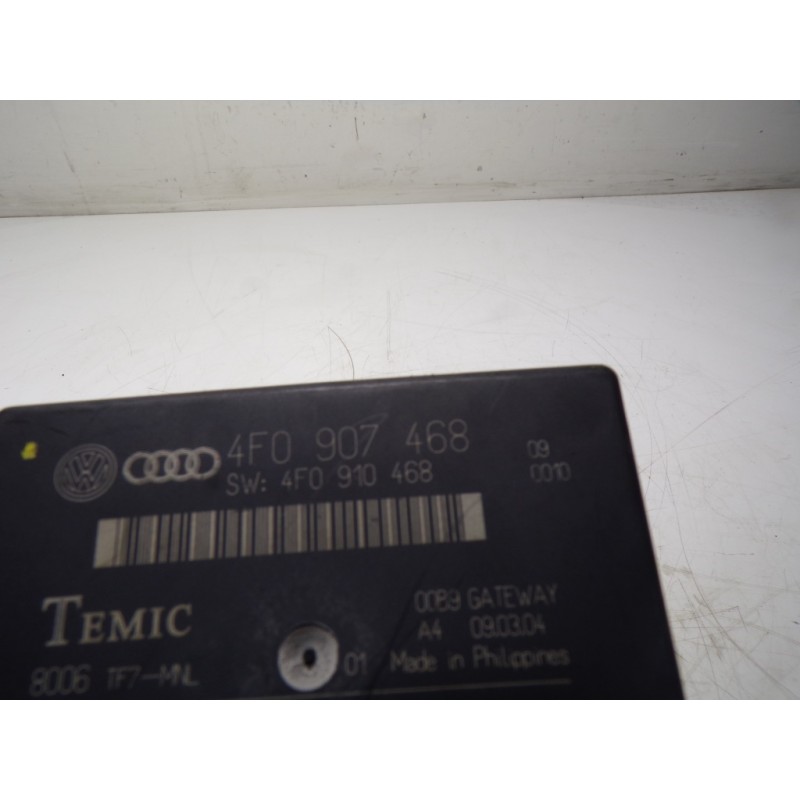 4F0 907 468
SW: 4F0 910 468
09
0010
TEMIC
0089 GATEWAY
A4 09.03.04
8006 TF7-MNL
01 Made in Philippines